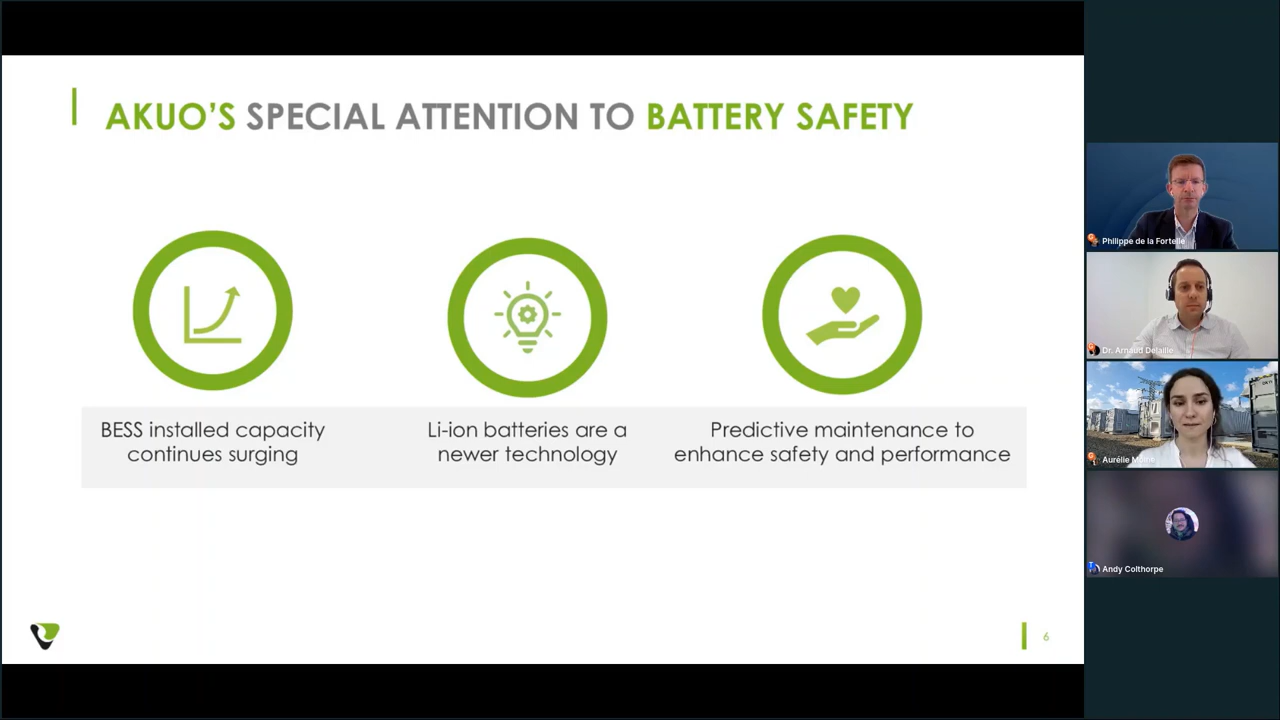 AKUO'S SPECIAL ATTENTION TO BATTERY SAFETY
BESS installed capacity
continues surging
Li-ion batteries are a
newer technology
Predictive maintenance to
enhance safety and performance
6
Philippe de la Fortelle
Dr. Arnaud Delaille
Aurélie
Andy Colthorpe